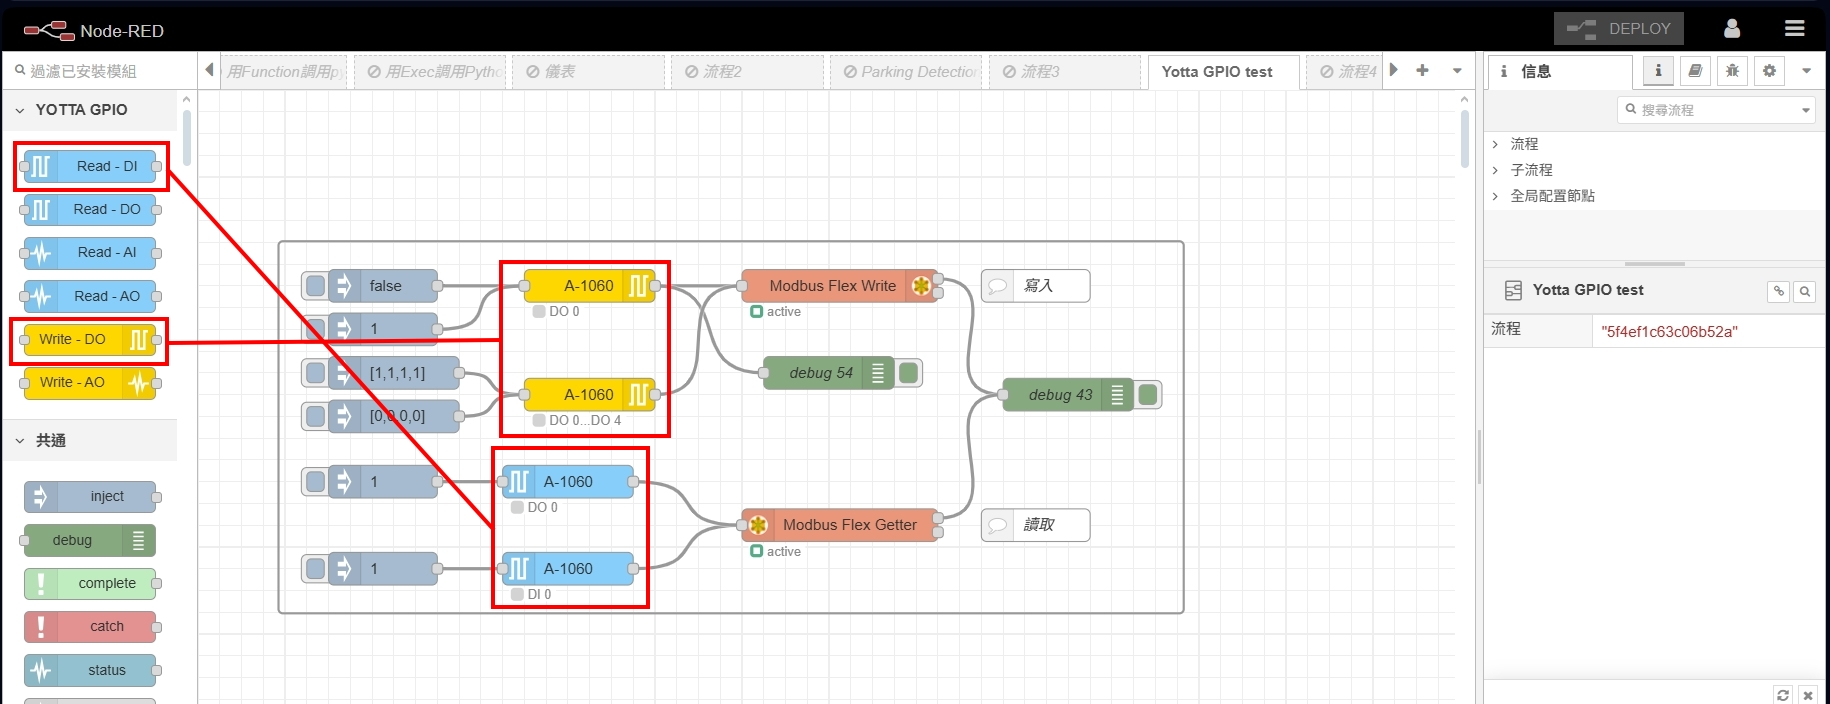 Node-RED
DEPLOY
過濾已安裝模組
用Function調用py
用Exec調用Pytho
儀表
流程2
Parking Detection
流程3
Yotta GPIO test
流程4
信息
YOTTA GPIO
Read - DI
Read - DO
Read - AI
Read - AO
Write - DO
Write - AO
共通
inject
debug
complete
catch
status
false
1
[1,1,1,1]
[0,0,0,0]
1
1
A-1060
DO 0
A-1060
DO 0...DO 4
A-1060
DO 0
A-1060
DI 0
Modbus Flex Write
active
寫入
debug 54
debug 43
Modbus Flex Getter
active
讀取
搜尋流程
流程
子流程
全局配置節點
Yotta GPIO test
流程
"5f4ef1c63c06b52a"